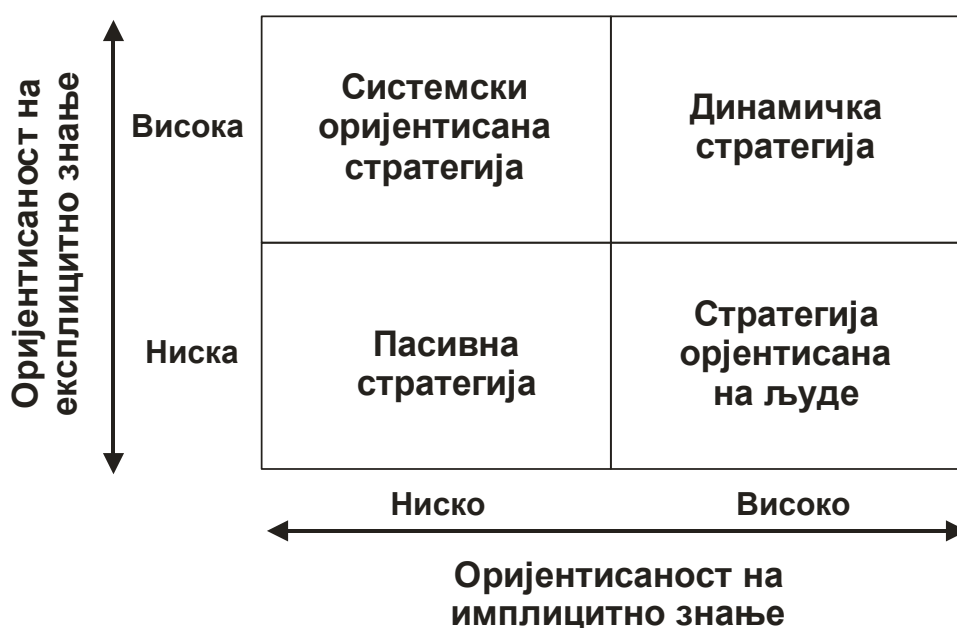 Оријентисаност на
експлицитно знање
Висока
Системски
оријентисана
стратегија
Динамичка
стратегија
Ниска
Пасивна
стратегија
Стратегија
орјентисана
на људе
Ниско
Високо
Оријентисаност на
имплицитно знање